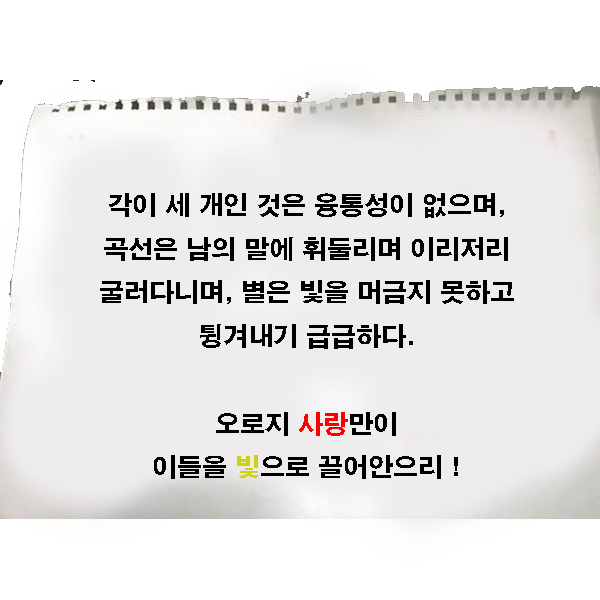 각이 세 개인 것은 융통성이 없으며,
곡선은 남의 말에 휘둘리며 이리저리
굴러다니며, 별은 빛을 머금지 못하고
튕겨내기 급급하다.
오로지 사랑만이
이들을 빛으로 끌어안으리 !